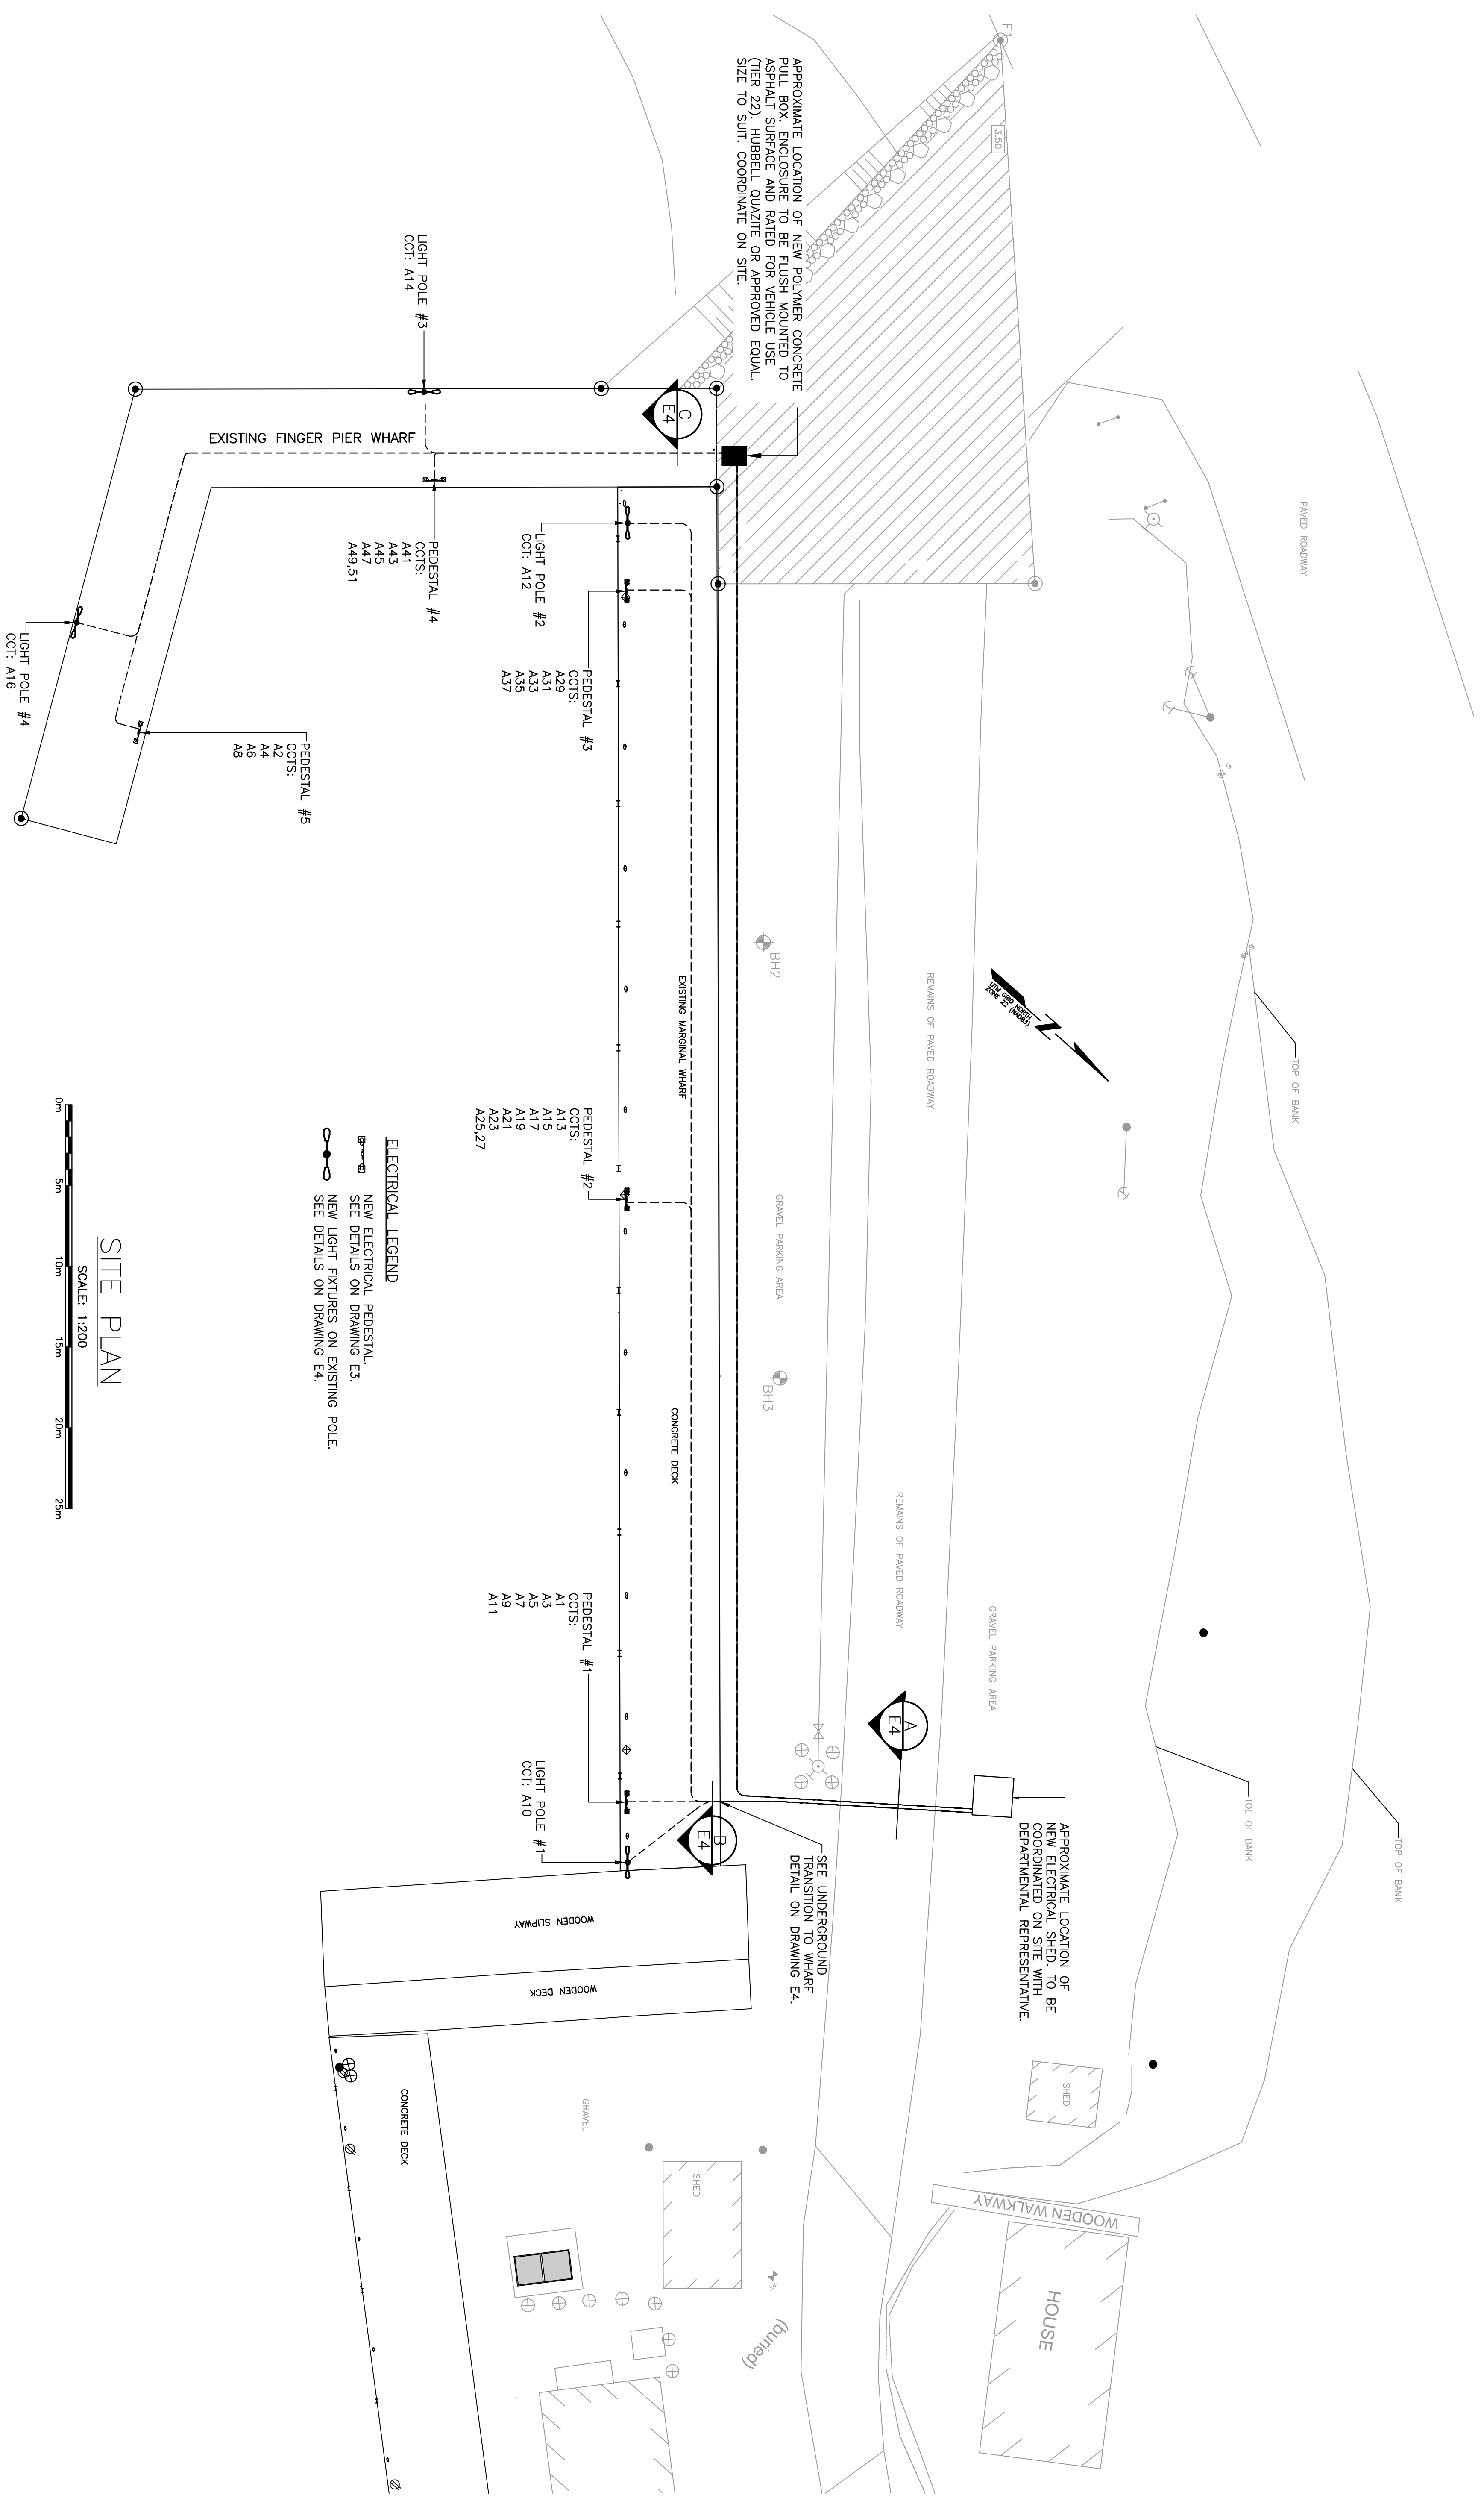 APPROXIMATE LOCATION OF NEW POLYMER CONCRETE
PULL BOX. ENCLOSURE TO BE FLUSH MOUNTED TO
ASPHALT SURFACE AND RATED FOR VEHICLE USE
(TIER 22). HUBBELL QUAZITE OR APPROVED EQUAL.
SIZE TO SUIT. COORDINATE ON SITE.
3.50
PAVED ROADWAY
TOP OF BANK
TOP OF BANK
TOE OF BANK
UTM GRID NORTH
ZONE 22 (NAD83)
N
REMAINS OF PAVED ROADWAY
REMAINS OF PAVED ROADWAY
GRAVEL PARKING AREA
GRAVEL PARKING AREA
BH2
BH3
A
E4
B
E4
C
E4
APPROXIMATE LOCATION OF
NEW ELECTRICAL SHED. TO BE
COORDINATED ON SITE WITH
DEPARTMENTAL REPRESENTATIVE.
SEE UNDERGROUND
TRANSITION TO WHARF
DETAIL ON DRAWING E4.
LIGHT POLE #3
CCT: A14
EXISTING FINGER PIER WHARF
PEDESTAL #4
CCTS:
A41
A43
A45
A47
A49,51
LIGHT POLE #4
CCT: A16
PEDESTAL #5
CCTS:
A2
A4
A6
A8
LIGHT POLE #2
CCT: A12
PEDESTAL #3
CCTS:
A29
A31
A33
A35
A37
EXISTING MARGINAL WHARF
PEDESTAL #2
CCTS:
A13
A15
A17
A19
A21
A23
A25,27
CONCRETE DECK
PEDESTAL #1
CCTS:
A1
A3
A5
A7
A9
A11
LIGHT POLE #1
CCT: A10
WOODEN SLIPWAY
WOODEN DECK
CONCRETE DECK
GRAVEL
SHED
SHED
WOODEN WALKWAY
HOUSE
(buried)
ELECTRICAL LEGEND
NEW ELECTRICAL PEDESTAL.
SEE DETAILS ON DRAWING E3.
NEW LIGHT FIXTURES ON EXISTING POLE.
SEE DETAILS ON DRAWING E4.
SITE PLAN
SCALE: 1:200
0m 5m 10m 15m 20m 25m